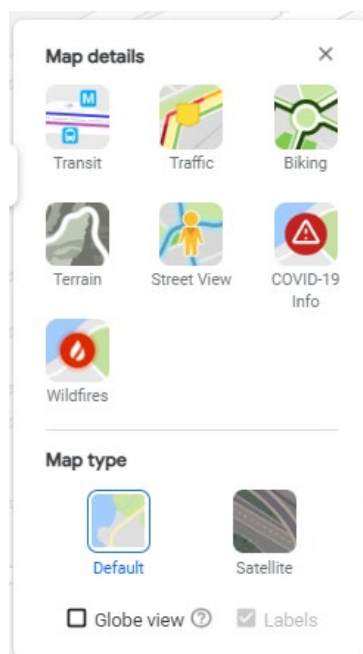 Map details
M
Transit
Traffic
Biking
Terrain
Street View
COVID-19
Info
Wildfires
Map type
Default
Satellite
Globe view ?
Labels